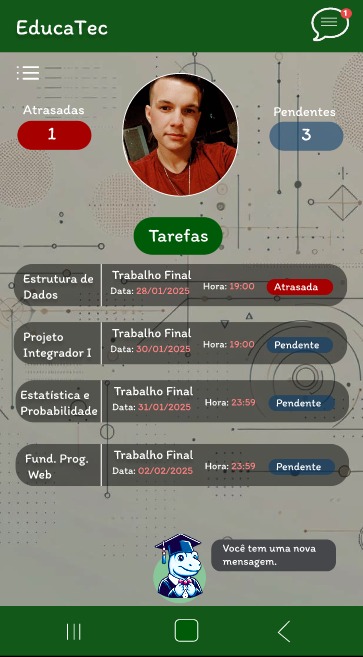 EducaTec
1
Atrasadas
1
Pendentes
3
Tarefas
Estrutura de
Dados
Trabalho Final
Data: 28/01/2025 Hora: 19:00
Atrasada
Projeto
Integrador I
Trabalho Final
Data: 30/01/2025 Hora: 19:00
Pendente
Estatística e
Probabilidade
Trabalho Final
Data: 31/01/2025 Hora: 23:59
Pendente
Fund. Prog.
Web
Trabalho Final
Data: 02/02/2025 Hora: 23:59
Pendente
Você tem uma nova
mensagem.